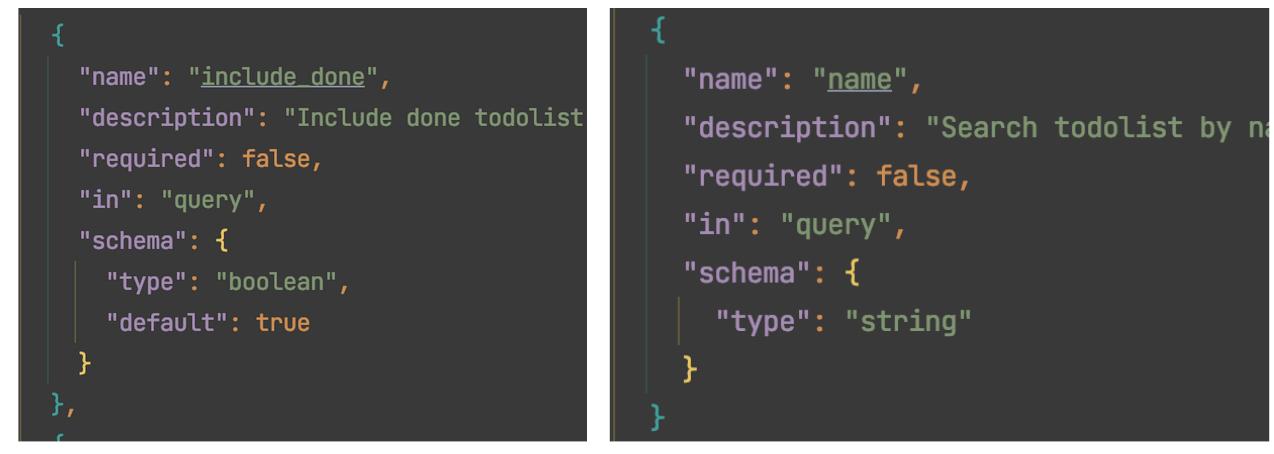 {
"name": "include_done",
"description": "Include done todolist
"required": false,
"in": "query",
"schema": {
"type": "boolean",
"default": true
}
},
{
{
"name": "name",
"description": "Search todolist by
"required": false,
"in": "query",
"schema": {
"type": "string"
}
}